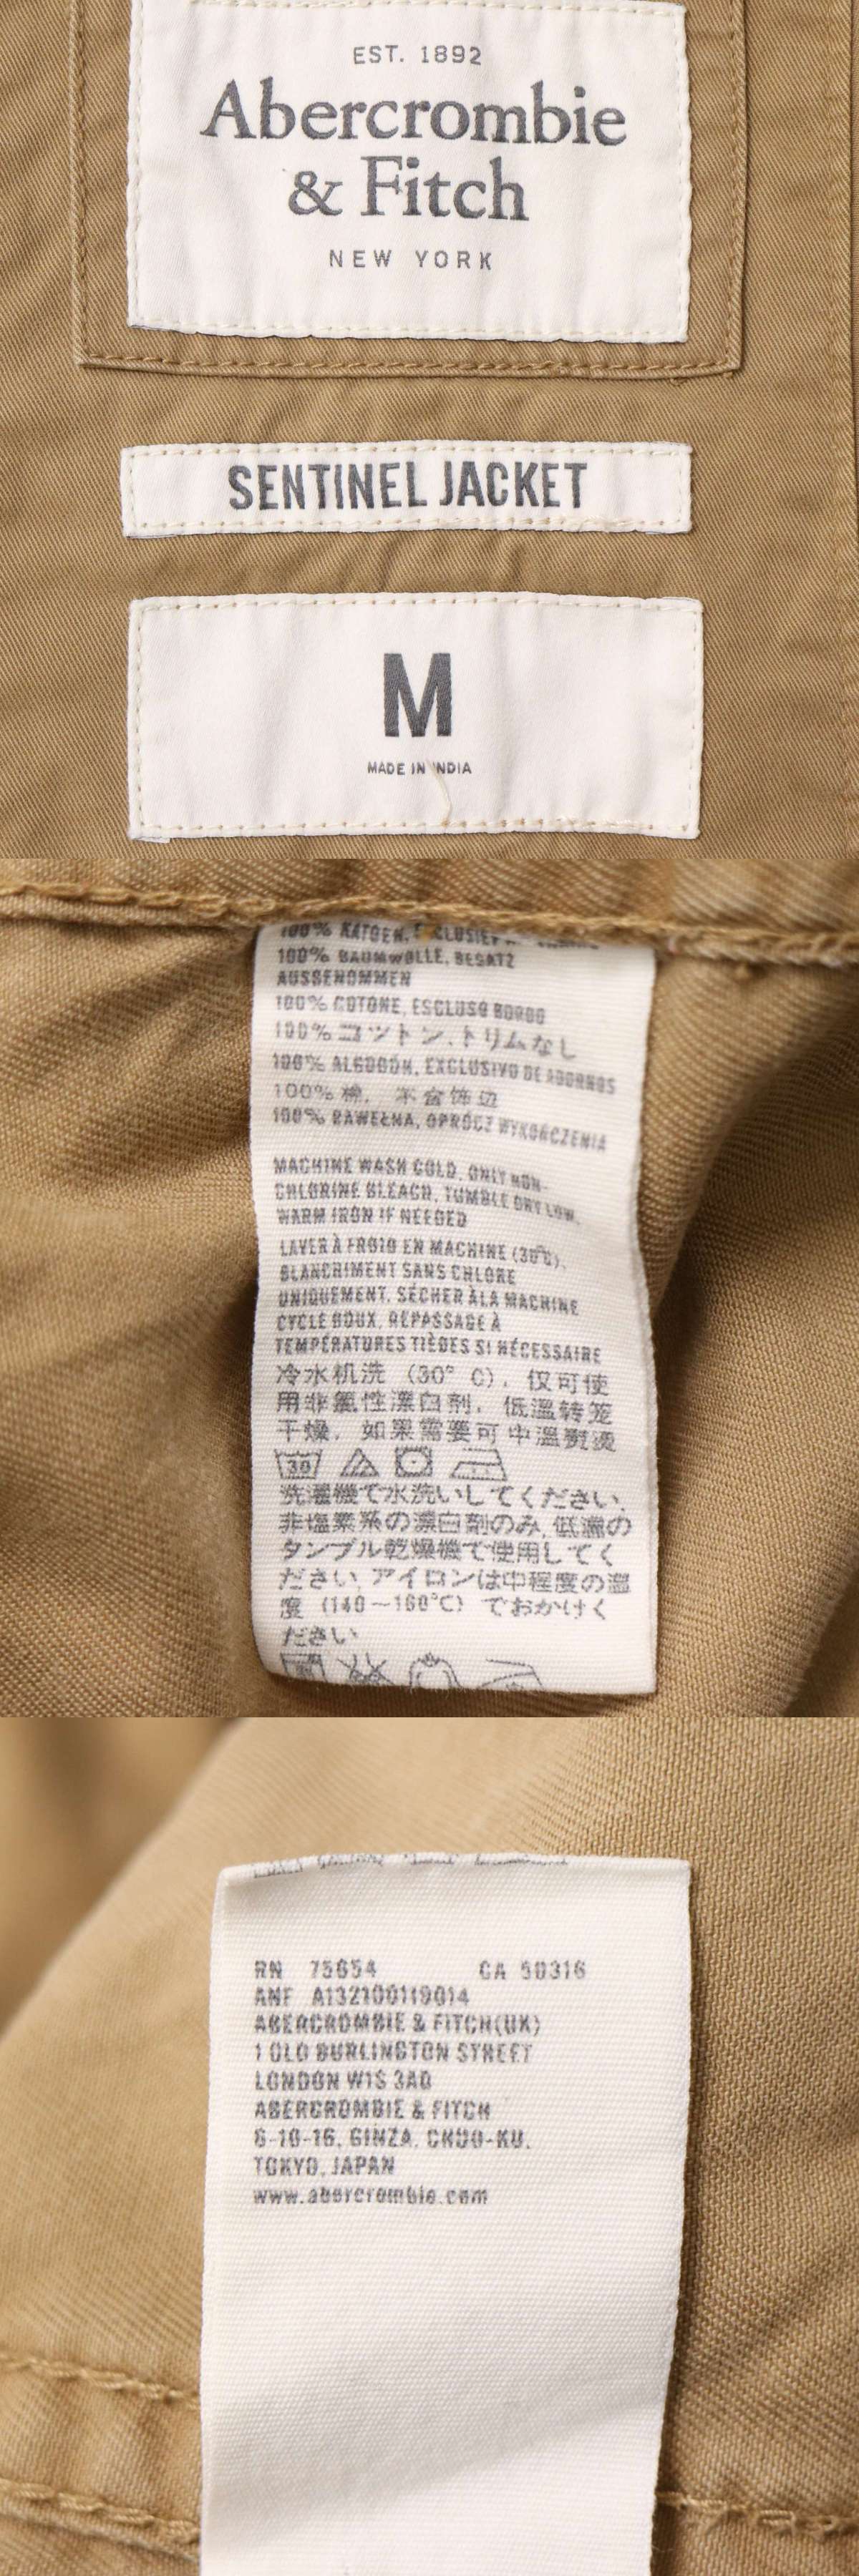 EST. 1892
Abercrombie
& Fitch
NEW YORK
SENTINEL JACKET
M
MADE IN INDIA
100% KATOEN,
100% BAUMWOLLE, BESATZ
AUSGENOMMEN
100% COTONE, ESCLUSO BORDO
100% コットン、トリムなし
100% ALGODÓN, EXCLUSIVO DE ADORNOS
100% 棉, 不含饰边
100% BAWEŁNA, OPRÓCZ WYKOŃCZENIA
MACHINE WASH COLD, ONLY NON-
CHLORINE BLEACH, TUMBLE DRY LOW,
WARM IRON IF NEEDED
LAVER À FROID EN MACHINE (30°C),
BLANCHIMENT SANS CHLORE
UNIQUEMENT, SÉCHER À LA MACHINE
CYCLE DOUX, REPASSAGE À
TEMPÉRATURES TIÈDES SI NÉCESSAIRE
冷水机洗 (30° C), 仅可使
用非氯性漂白剂, 低温转笼
干燥, 如果需要可中温熨烫
30
洗濯機で水洗いしてください,
非塩素系の漂白剤のみ, 低温の
タンブル乾燥機で使用してく
ださい, アイロンは中程度の温
度 (140~160°C) でおかけく
ださい
RN 75654 CA 50316
ANF A132100119014
ABERCROMBIE & FITCH(UK)
1 OLD BURLINGTON STREET
LONDON W1S 3AD
ABERCROMBIE & FITCH
6-10-16, GINZA, CHUO-KU,
TOKYO, JAPAN
www.abercrombie.com